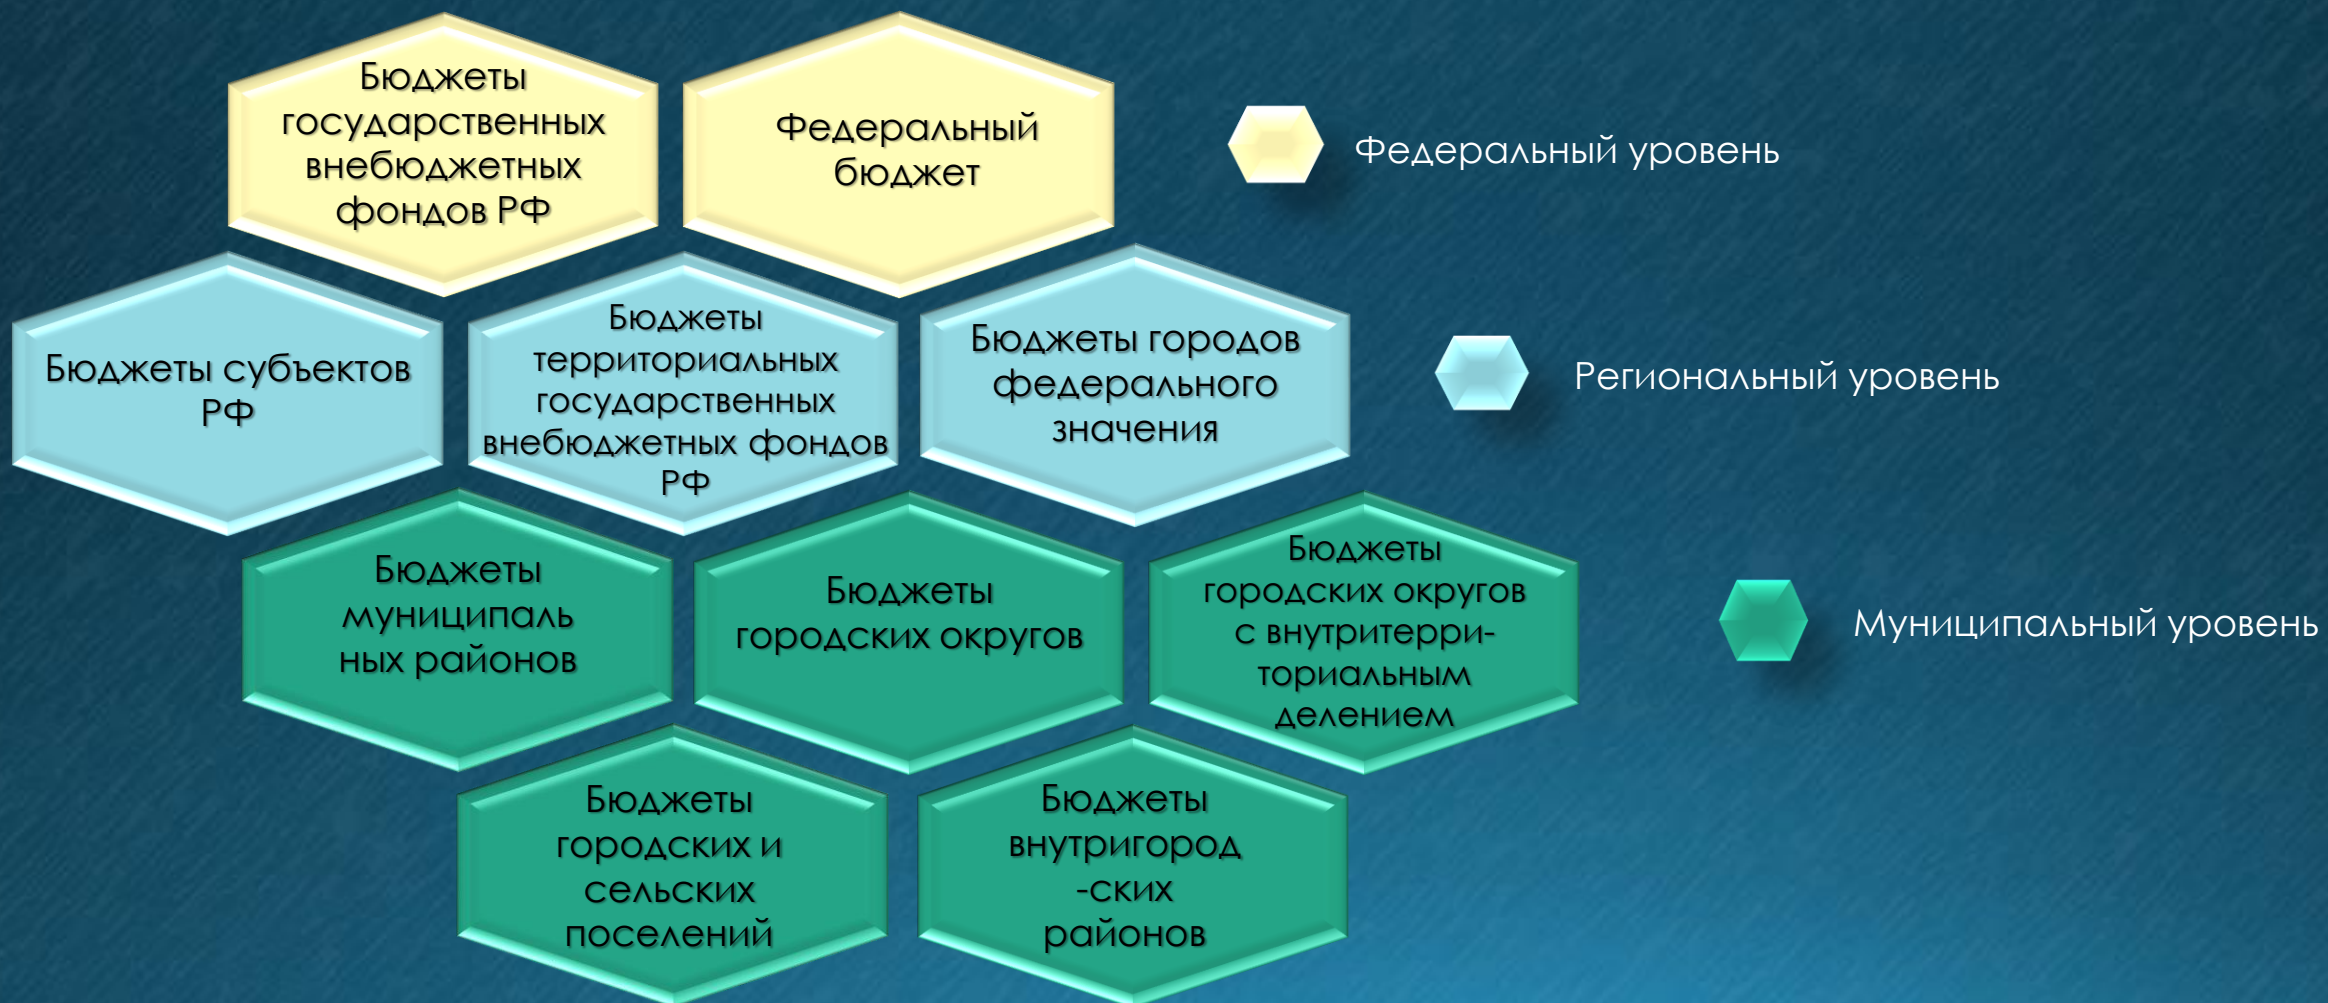 Бюджеты
государственных
внебюджетных
фондов РФ
Федеральный
бюджет
Федеральный уровень
Бюджеты субъектов
РФ
Бюджеты
территориальных
государственных
внебюджетных фондов
РФ
Бюджеты городов
федерального
значения
Региональный уровень
Бюджеты
муниципаль
ных районов
Бюджеты
городских округов
Бюджеты
городских округов
с внутритерри-
ториальным
делением
Муниципальный уровень
Бюджеты
городских и
сельских
поселений
Бюджеты
внутригород
-ских
районов